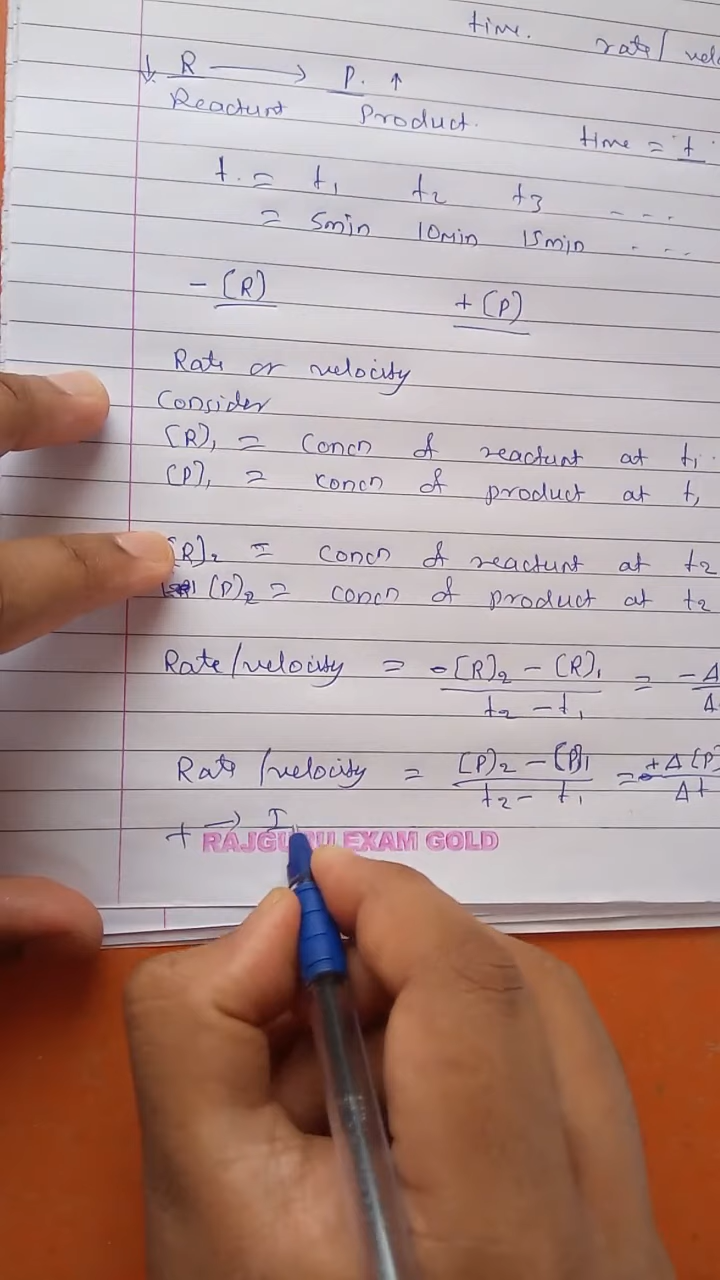 time. rate/ velo
↓ R ⟶ P. ↑
Reactant Product. time = 't'
t. = t₁ t₂ t₃ - - -
= 5min 10min 15min - - -
- [R] + [P]
Rate or velocity
Consider
[R]₁ = Concn of reactant at t₁.
[P]₁ = concn of product at t₁
[R]₂ = concn of reactant at t₂
[P]₂ = concn of product at t₂
Rate/velocity = -[R]₂ - [R]₁ / t₂ - t₁ = -Δ / Δ
Rate /velocity = [P]₂ - [P]₁ / t₂ - t₁ = +Δ[P] / Δt
+ → I
RAJGURU EXAM GOLD